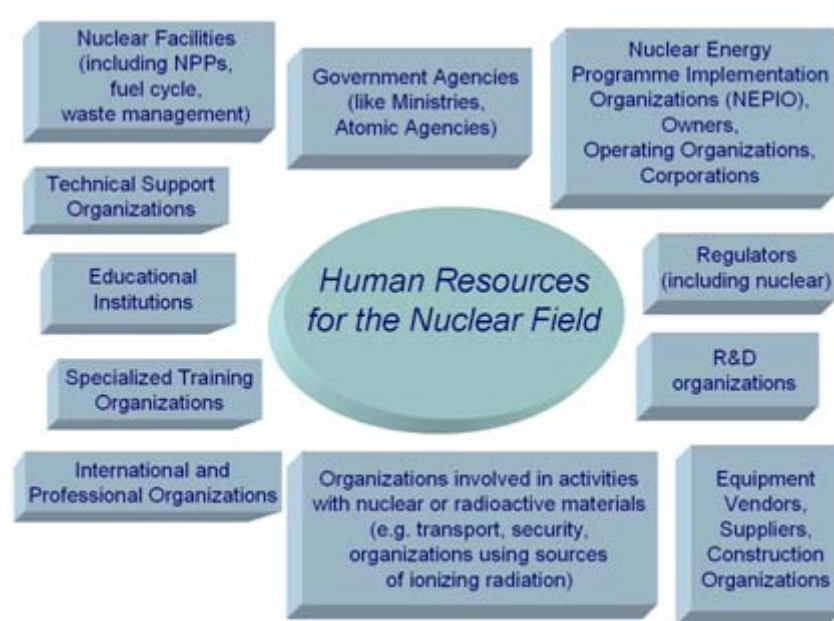 Nuclear Facilities
(including NPPs,
fuel cycle,
waste management)
Government Agencies
(like Ministries,
Atomic Agencies)
Nuclear Energy
Programme Implementation
Organizations (NEPIO),
Owners,
Operating Organizations,
Corporations
Technical Support
Organizations
Educational
Institutions
Human Resources
for the Nuclear Field
Regulators
(including nuclear)
R&D
organizations
Specialized Training
Organizations
International and
Professional Organizations
Organizations involved in activities
with nuclear or radioactive materials
(e.g. transport, security,
organizations using sources
of ionizing radiation)
Equipment
Vendors,
Suppliers,
Construction
Organizations